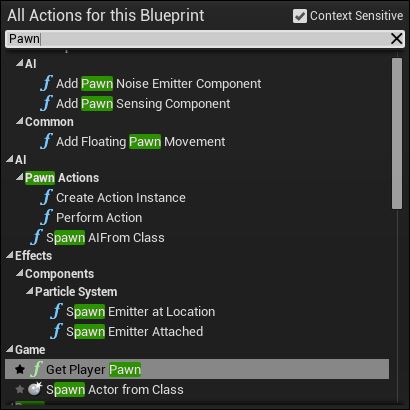 All Actions for this Blueprint
Context Sensitive
Pawn
AI
Add Pawn Noise Emitter Component
Add Pawn Sensing Component
Common
Add Floating Pawn Movement
AI
Pawn Actions
Create Action Instance
Perform Action
Spawn AIFrom Class
Effects
Components
Particle System
Spawn Emitter at Location
Spawn Emitter Attached
Game
Get Player Pawn
Spawn Actor from Class